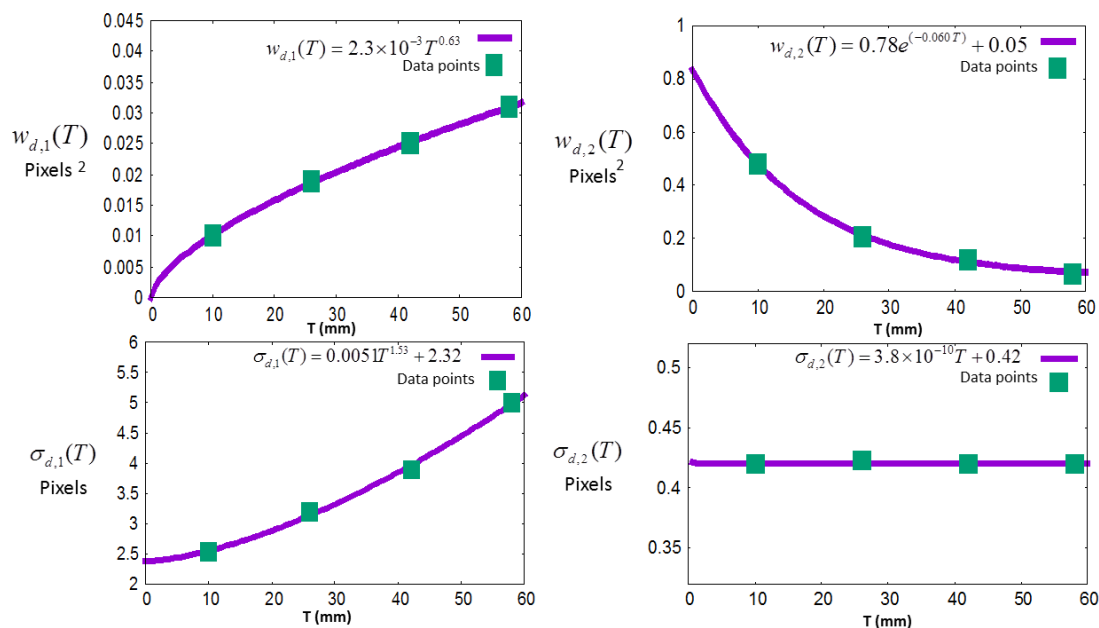 0.045
0.04
0.035
0.03
0.025
0.02
0.015
0.01
0.005
0
w_{d,1}(T) = 2.3×10^{-3} T^{0.63}
Data points
w_{d,1}(T)
Pixels ²
0 10 20 30 40 50 60
T (mm)
1
0.8
0.6
0.4
0.2
0
w_{d,2}(T) = 0.78e^{(-0.060T)} + 0.05
Data points
w_{d,2}(T)
Pixels²
0 10 20 30 40 50 60
T (mm)
6
5.5
5
4.5
4
3.5
3
2.5
2
σ_{d,1}(T) = 0.0051T^{1.53} + 2.32
Data points
σ_{d,1}(T)
Pixels
0 10 20 30 40 50 60
T (mm)
0.5
0.45
0.4
0.35
σ_{d,2}(T) = 3.8×10^{-10}T + 0.42
Data points
σ_{d,2}(T)
Pixels
0 10 20 30 40 50 60
T (mm)